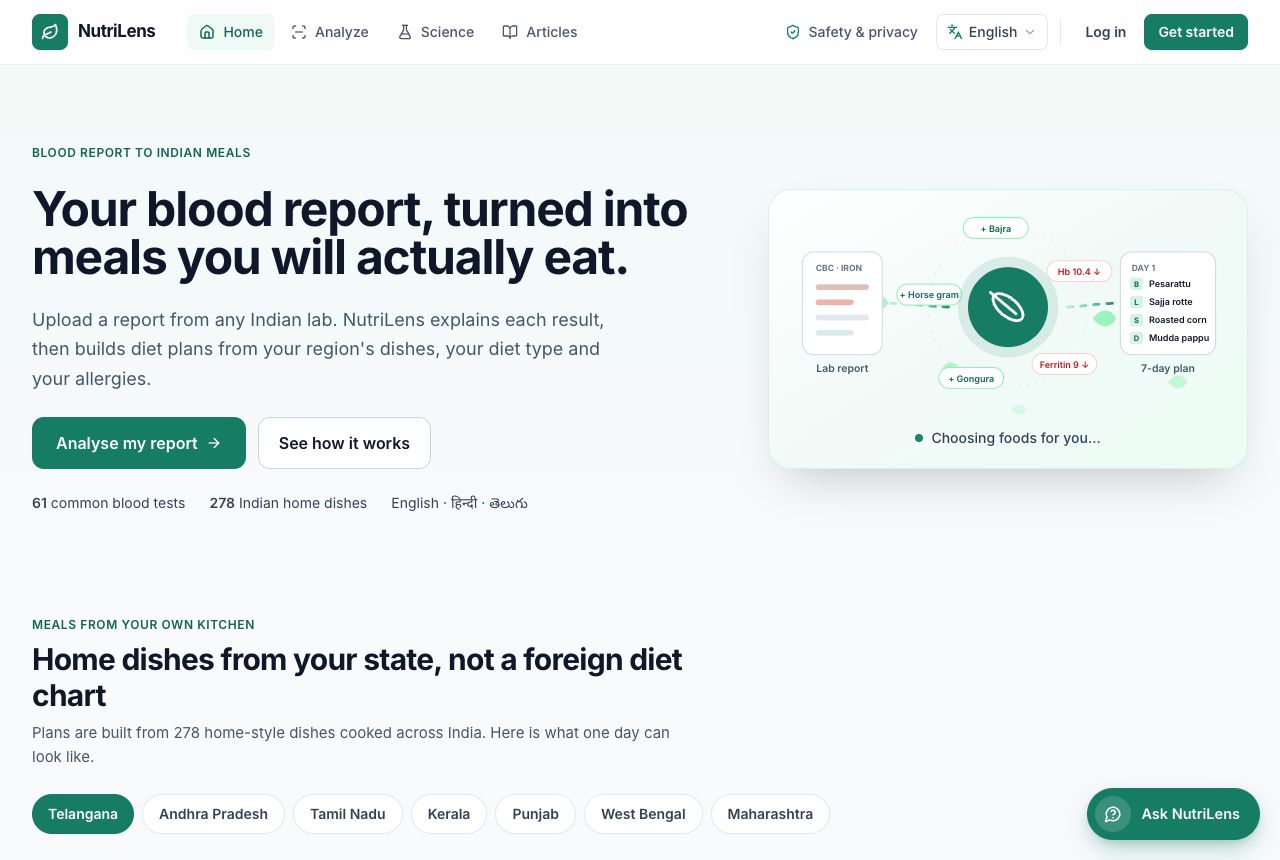 NutriLens
Home
Analyze
Science
Articles
Safety & privacy
English
Log in
Get started
BLOOD REPORT TO INDIAN MEALS
Your blood report, turned into
meals you will actually eat.
Upload a report from any Indian lab. NutriLens explains each result,
then builds diet plans from your region's dishes, your diet type and
your allergies.
Analyse my report →
See how it works
61 common blood tests
278 Indian home dishes
English · हिन्दी · తెలుగు
+ Bajra
CBC · IRON
+ Horse gram
Hb 10.4 ↓
DAY 1
B Pesarattu
L Sajja rotte
S Roasted corn
D Mudda pappu
Ferritin 9 ↓
+ Gongura
Lab report
7-day plan
Choosing foods for you...
MEALS FROM YOUR OWN KITCHEN
Home dishes from your state, not a foreign diet
chart
Plans are built from 278 home-style dishes cooked across India. Here is what one day can
look like.
Telangana
Andhra Pradesh
Tamil Nadu
Kerala
Punjab
West Bengal
Maharashtra
Ask NutriLens